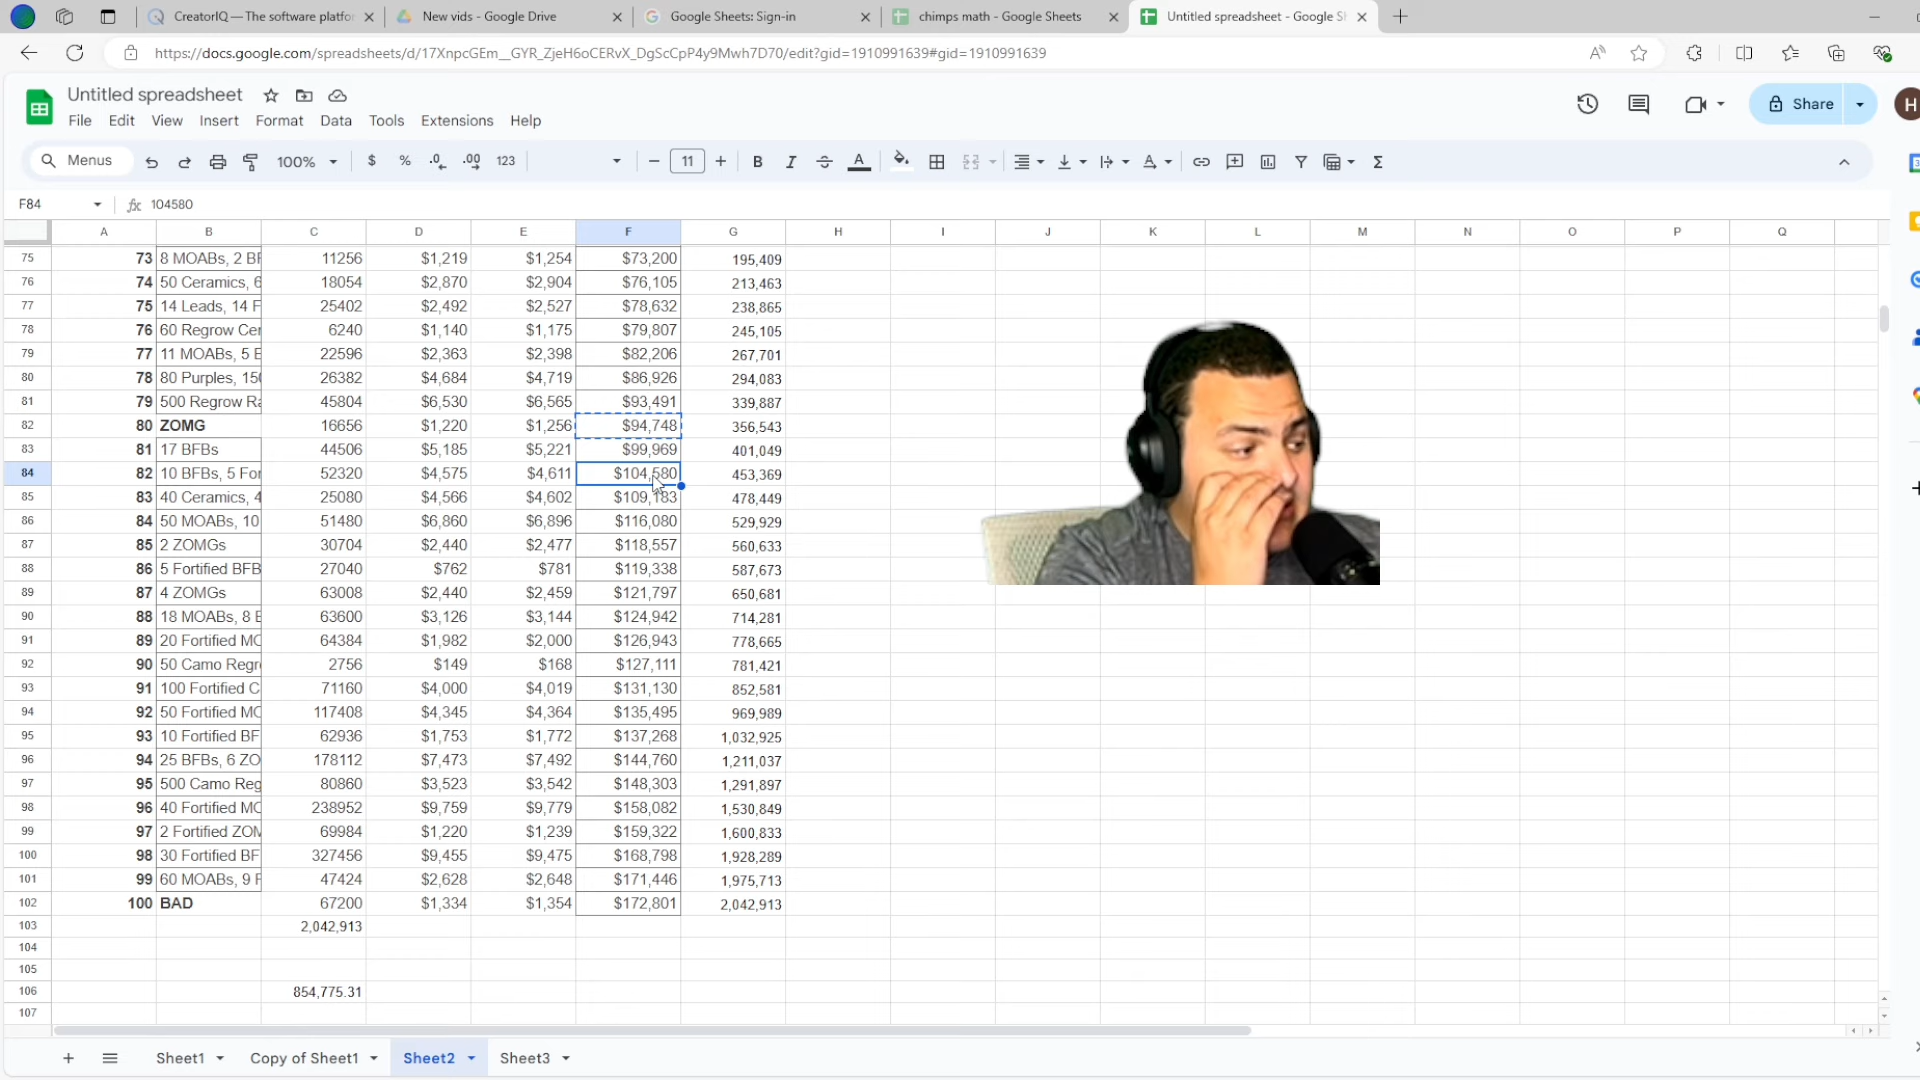 CreatorIQ — The software platfor
New vids - Google Drive
Google Sheets: Sign-in
chimps math - Google Sheets
Untitled spreadsheet - Google Sh
https://docs.google.com/spreadsheets/d/17XnpcGEm__GYR_ZjeH6oCERvX_DgScCpP4y9Mwh7D70/edit?gid=1910991639#gid=1910991639
Untitled spreadsheet
File Edit View Insert Format Data Tools Extensions Help
Share H
Menus 100% $ % .0 .00 123 11 B I A
F84 fx 104580
A B C D E F G H I J K L M N O P Q
75 73 8 MOABs, 2 BF 11256 $1,219 $1,254 $73,200 195,409
76 74 50 Ceramics, 6 18054 $2,870 $2,904 $76,105 213,463
77 75 14 Leads, 14 F 25402 $2,492 $2,527 $78,632 238,865
78 76 60 Regrow Cer 6240 $1,140 $1,175 $79,807 245,105
79 77 11 MOABs, 5 B 22596 $2,363 $2,398 $82,206 267,701
80 78 80 Purples, 150 26382 $4,684 $4,719 $86,926 294,083
81 79 500 Regrow Ra 45804 $6,530 $6,565 $93,491 339,887
82 80 ZOMG 16656 $1,220 $1,256 $94,748 356,543
83 81 17 BFBs 44506 $5,185 $5,221 $99,969 401,049
84 82 10 BFBs, 5 For 52320 $4,575 $4,611 $104,580 453,369
85 83 40 Ceramics, 4 25080 $4,566 $4,602 $109,183 478,449
86 84 50 MOABs, 10 51480 $6,860 $6,896 $116,080 529,929
87 85 2 ZOMGs 30704 $2,440 $2,477 $118,557 560,633
88 86 5 Fortified BFB 27040 $762 $781 $119,338 587,673
89 87 4 ZOMGs 63008 $2,440 $2,459 $121,797 650,681
90 88 18 MOABs, 8 B 63600 $3,126 $3,144 $124,942 714,281
91 89 20 Fortified MO 64384 $1,982 $2,000 $126,943 778,665
92 90 50 Camo Regr 2756 $149 $168 $127,111 781,421
93 91 100 Fortified C 71160 $4,000 $4,019 $131,130 852,581
94 92 50 Fortified MO 117408 $4,345 $4,364 $135,495 969,989
95 93 10 Fortified BF 62936 $1,753 $1,772 $137,268 1,032,925
96 94 25 BFBs, 6 ZO 178112 $7,473 $7,492 $144,760 1,211,037
97 95 500 Camo Reg 80860 $3,523 $3,542 $148,303 1,291,897
98 96 40 Fortified MO 238952 $9,759 $9,779 $158,082 1,530,849
99 97 2 Fortified ZOM 69984 $1,220 $1,239 $159,322 1,600,833
100 98 30 Fortified BF 327456 $9,455 $9,475 $168,798 1,928,289
101 99 60 MOABs, 9 F 47424 $2,628 $2,648 $171,446 1,975,713
102 100 BAD 67200 $1,334 $1,354 $172,801 2,042,913
103 2,042,913
104
105
106 854,775.31
107
Sheet1 Copy of Sheet1 Sheet2 Sheet3